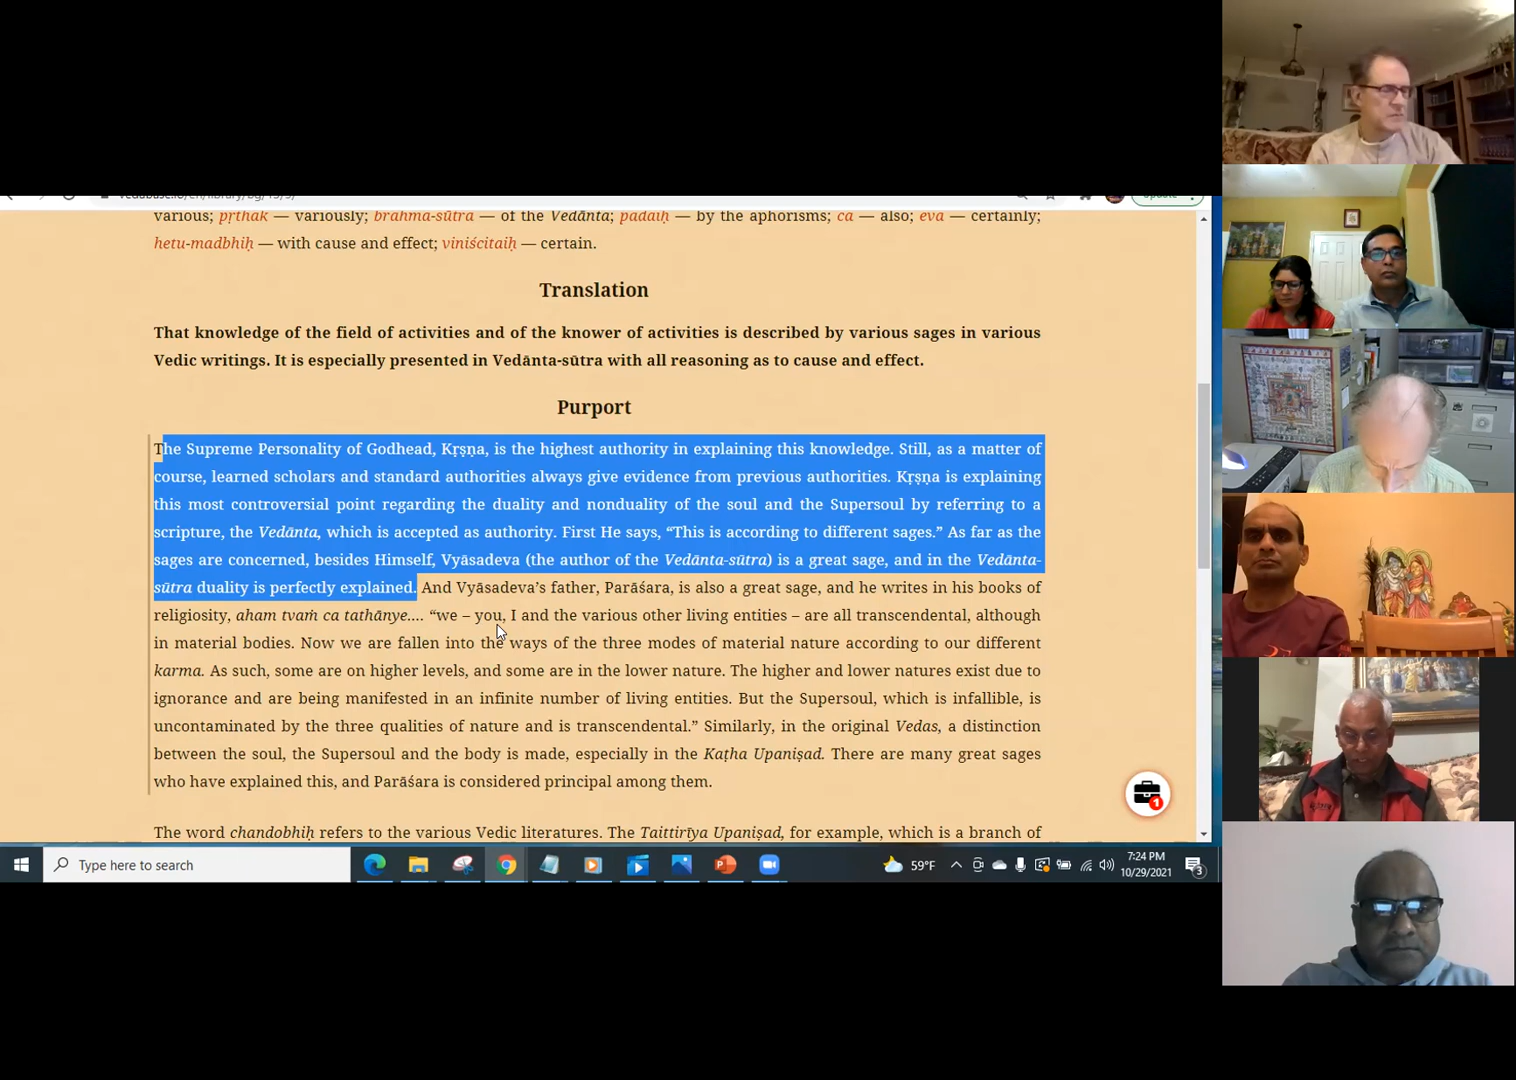 vedabase.io/en/library/bg/13/5/
Update
various; pṛthak — variously; brahma-sūtra — of the Vedānta; padaiḥ — by the aphorisms; ca — also; eva — certainly;
hetu-madbhiḥ — with cause and effect; viniścitaiḥ — certain.
Translation
That knowledge of the field of activities and of the knower of activities is described by various sages in various
Vedic writings. It is especially presented in Vedānta-sūtra with all reasoning as to cause and effect.
Purport
The Supreme Personality of Godhead, Kṛṣṇa, is the highest authority in explaining this knowledge. Still, as a matter of
course, learned scholars and standard authorities always give evidence from previous authorities. Kṛṣṇa is explaining
this most controversial point regarding the duality and nonduality of the soul and the Supersoul by referring to a
scripture, the Vedānta, which is accepted as authority. First He says, “This is according to different sages.” As far as the
sages are concerned, besides Himself, Vyāsadeva (the author of the Vedānta-sūtra) is a great sage, and in the Vedānta-
sūtra duality is perfectly explained. And Vyāsadeva’s father, Parāśara, is also a great sage, and he writes in his books of
religiosity, aham tvaṁ ca tathānye.... “we – you, I and the various other living entities – are all transcendental, although
in material bodies. Now we are fallen into the ways of the three modes of material nature according to our different
karma. As such, some are on higher levels, and some are in the lower nature. The higher and lower natures exist due to
ignorance and are being manifested in an infinite number of living entities. But the Supersoul, which is infallible, is
uncontaminated by the three qualities of nature and is transcendental.” Similarly, in the original Vedas, a distinction
between the soul, the Supersoul and the body is made, especially in the Kaṭha Upaniṣad. There are many great sages
who have explained this, and Parāśara is considered principal among them.
1
The word chandobhiḥ refers to the various Vedic literatures. The Taittirīya Upaniṣad, for example, which is a branch of
Type here to search
59°F
7:24 PM
10/29/2021
3